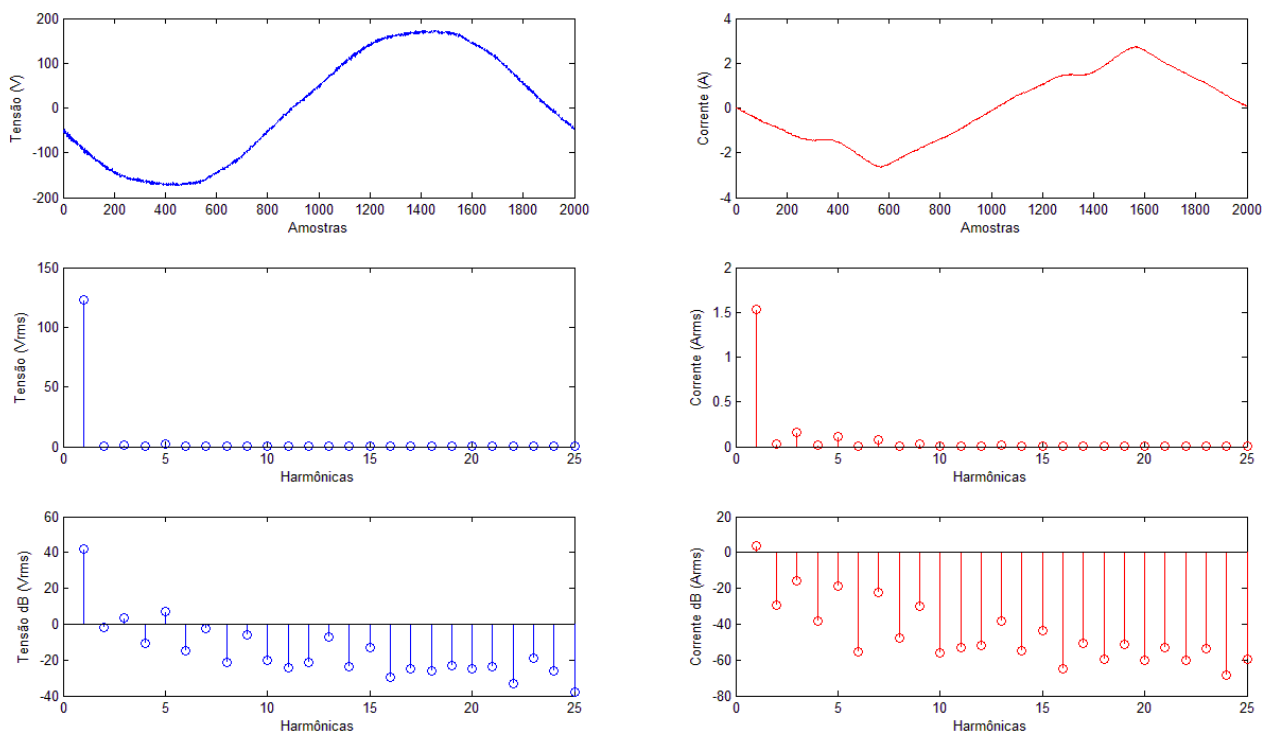 200
100
0
-100
-200
Tensão (V)
0 200 400 600 800 1000 1200 1400 1600 1800 2000
Amostras
4
2
0
-2
-4
Corrente (A)
0 200 400 600 800 1000 1200 1400 1600 1800 2000
Amostras
150
100
50
0
Tensão (Vrms)
0 5 10 15 20 25
Harmônicas
2
1.5
1
0.5
0
Corrente (Arms)
0 5 10 15 20 25
Harmônicas
60
40
20
0
-20
-40
Tensão dB (Vrms)
0 5 10 15 20 25
Harmônicas
20
0
-20
-40
-60
-80
Corrente dB (Arms)
0 5 10 15 20 25
Harmônicas